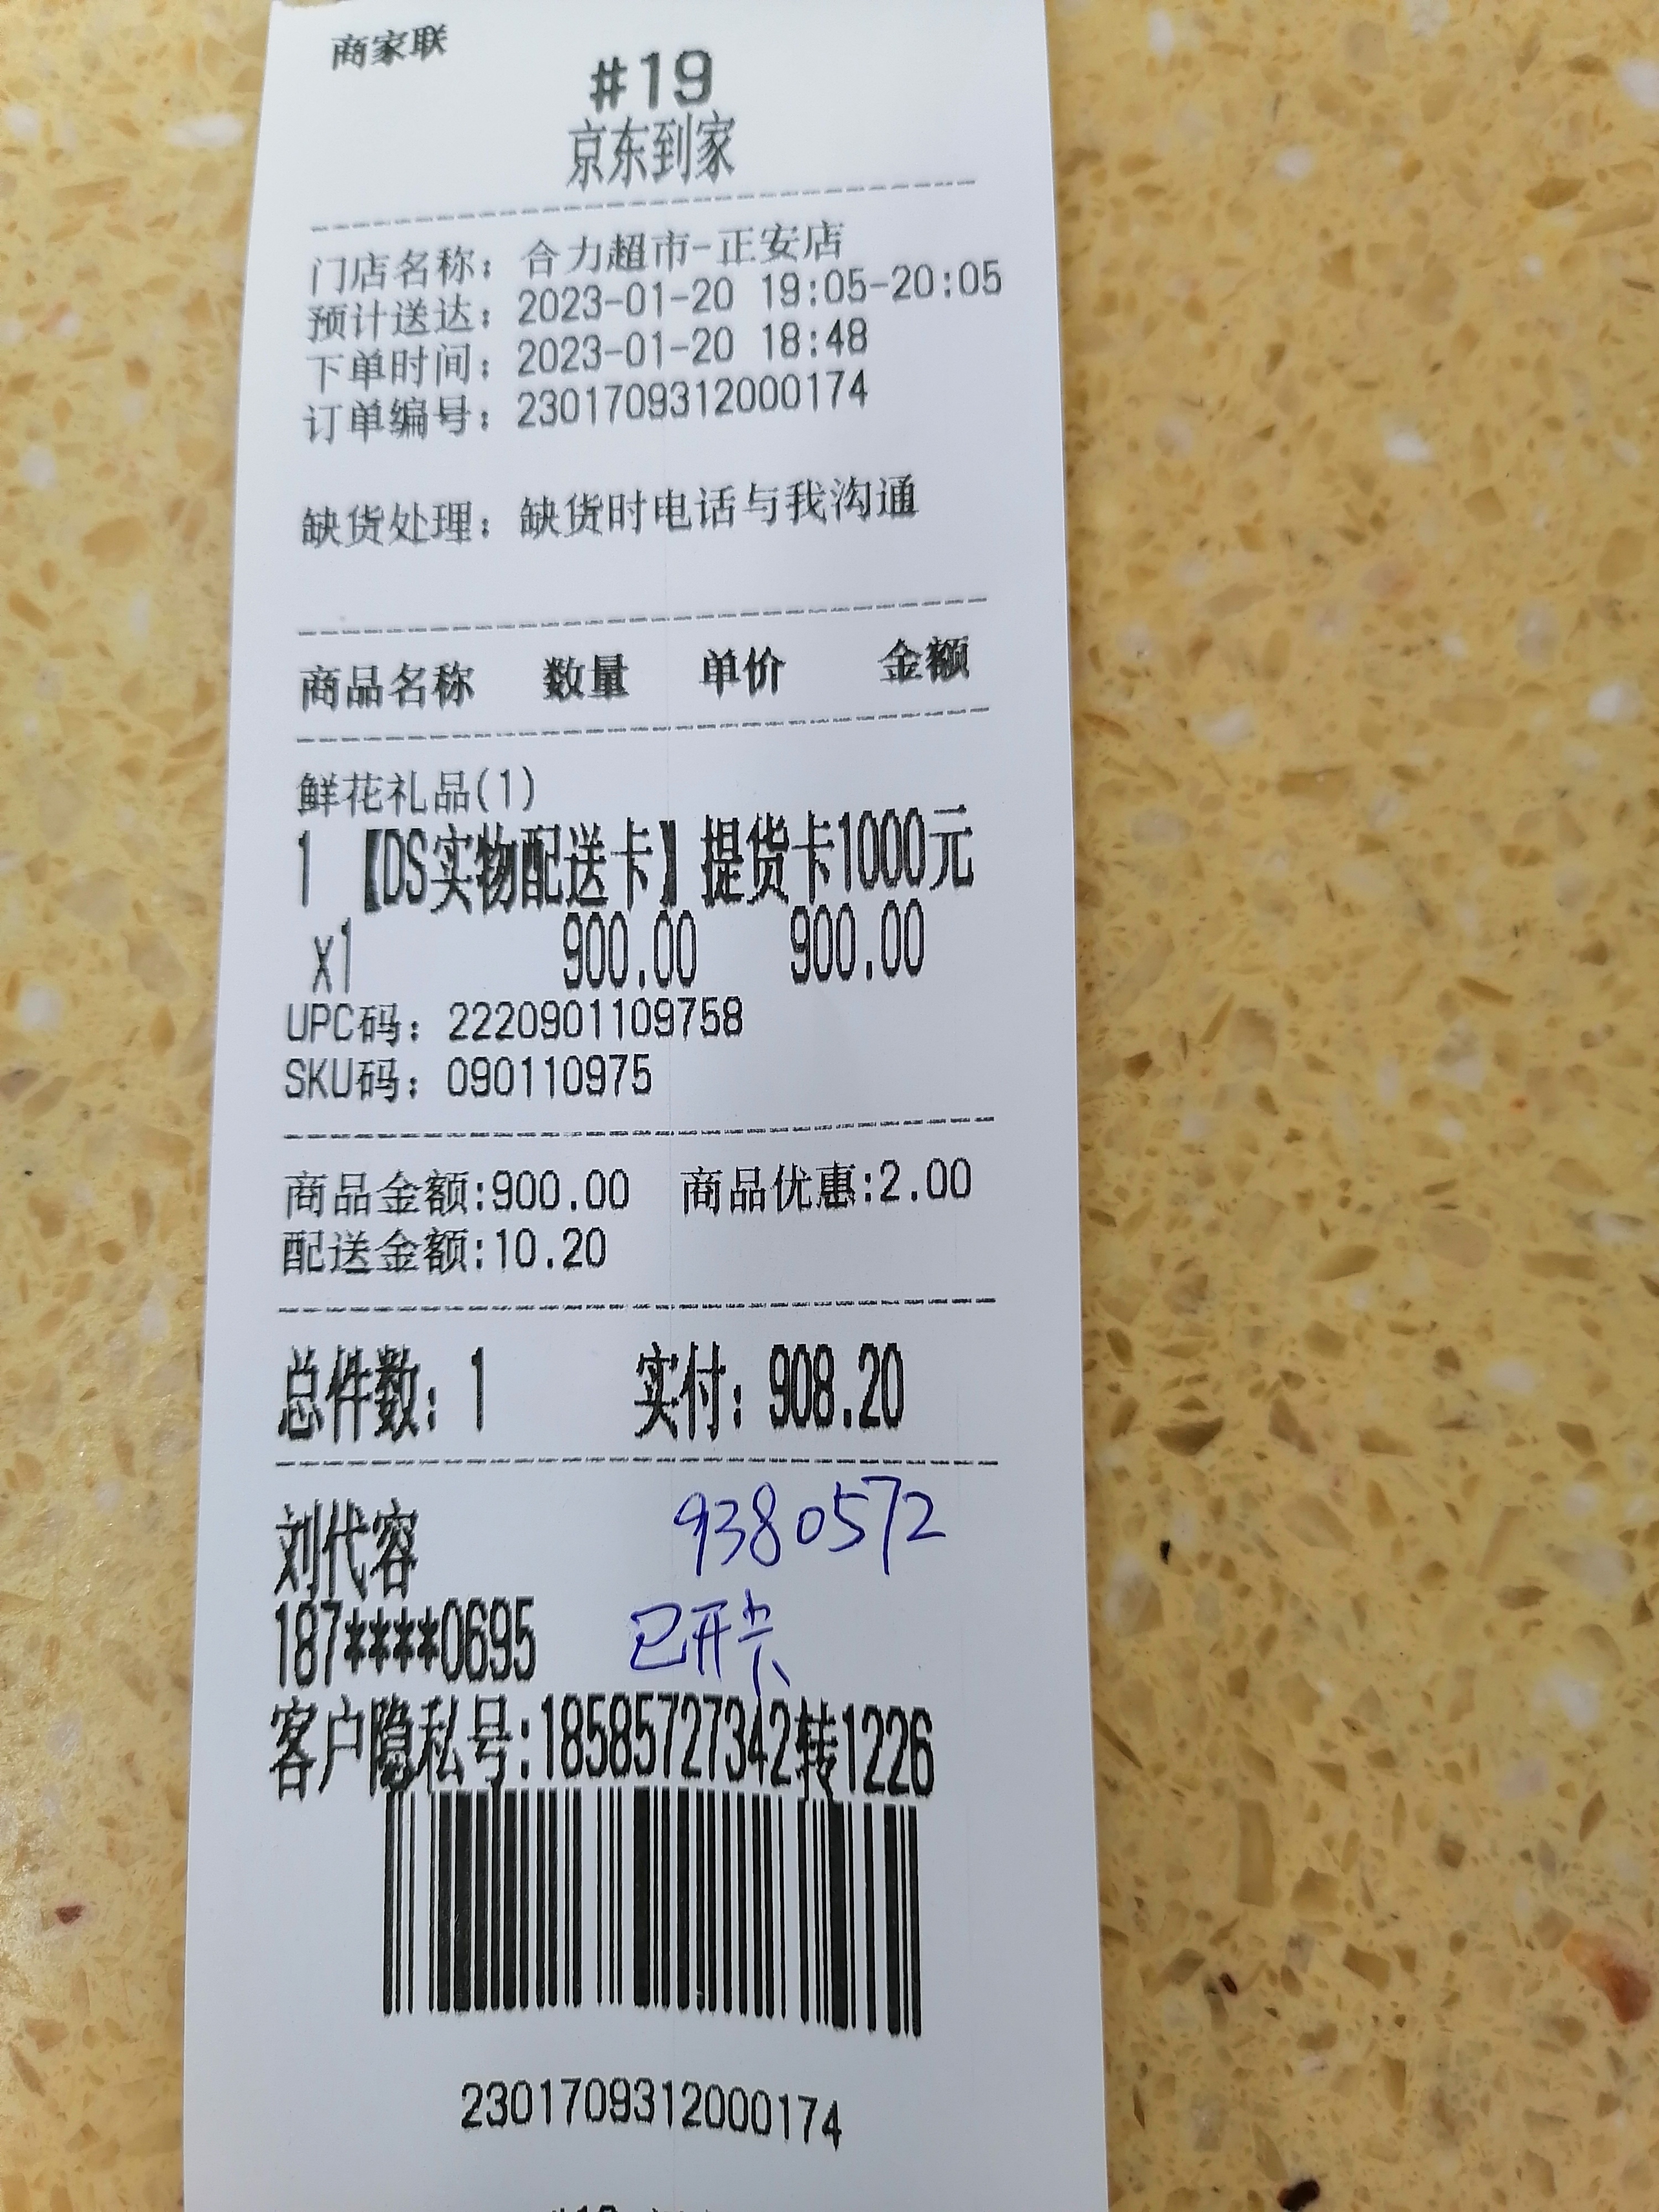 商家联
#19
京东到家
门店名称：合力超市-正安店
预计送达：2023-01-20 19:05-20:05
下单时间：2023-01-20 18:48
订单编号：2301709312000174
缺货处理：缺货时电话与我沟通
商品名称 数量 单价 金额
鲜花礼品(1)
1 【DS实物配送卡】提货卡1000元
x1 900.00 900.00
UPC码：2220901109758
SKU码：090110975
商品金额:900.00 商品优惠:2.00
配送金额:10.20
总件数：1 实付：908.20
刘代容 9380572
187****0695 已开卡
客户隐私号:18585727342转1226
2301709312000174